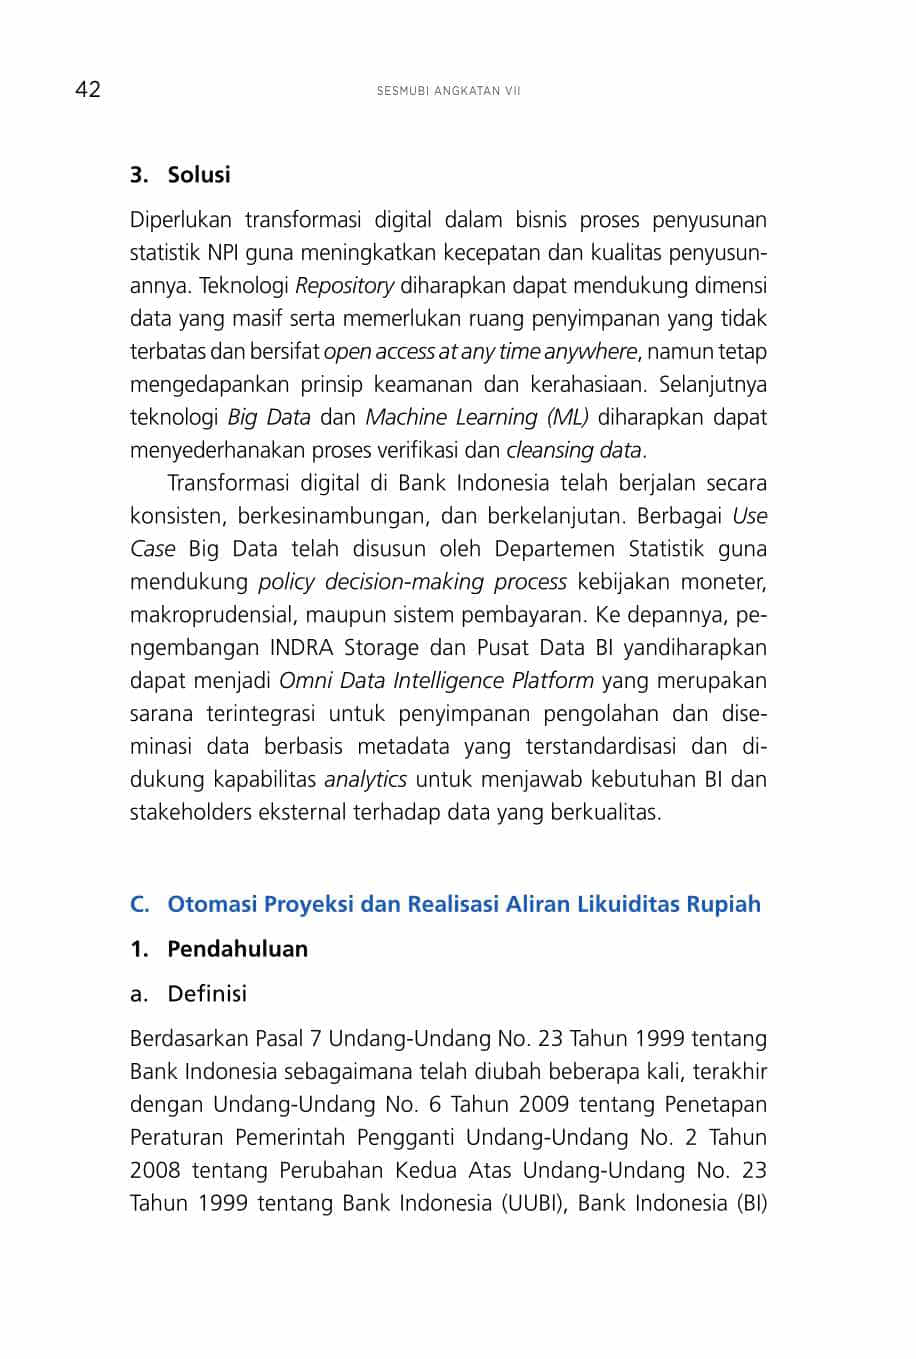 42
SESMUBI ANGKATAN VII
3. Solusi
Diperlukan transformasi digital dalam bisnis proses penyusunan
statistik NPI guna meningkatkan kecepatan dan kualitas penyusun-
annya. Teknologi Repository diharapkan dapat mendukung dimensi
data yang masif serta memerlukan ruang penyimpanan yang tidak
terbatas dan bersifat open access at any time anywhere, namun tetap
mengedapankan prinsip keamanan dan kerahasiaan. Selanjutnya
teknologi Big Data dan Machine Learning (ML) diharapkan dapat
menyederhanakan proses verifikasi dan cleansing data.
Transformasi digital di Bank Indonesia telah berjalan secara
konsisten, berkesinambungan, dan berkelanjutan. Berbagai Use
Case Big Data telah disusun oleh Departemen Statistik guna
mendukung policy decision-making process kebijakan moneter,
makroprudensial, maupun sistem pembayaran. Ke depannya, pe-
ngembangan INDRA Storage dan Pusat Data BI yandiharapkan
dapat menjadi Omni Data Intelligence Platform yang merupakan
sarana terintegrasi untuk penyimpanan pengolahan dan dise-
minasi data berbasis metadata yang terstandardisasi dan di-
dukung kapabilitas analytics untuk menjawab kebutuhan BI dan
stakeholders eksternal terhadap data yang berkualitas.
C. Otomasi Proyeksi dan Realisasi Aliran Likuiditas Rupiah
1. Pendahuluan
a. Definisi
Berdasarkan Pasal 7 Undang-Undang No. 23 Tahun 1999 tentang
Bank Indonesia sebagaimana telah diubah beberapa kali, terakhir
dengan Undang-Undang No. 6 Tahun 2009 tentang Penetapan
Peraturan Pemerintah Pengganti Undang-Undang No. 2 Tahun
2008 tentang Perubahan Kedua Atas Undang-Undang No. 23
Tahun 1999 tentang Bank Indonesia (UUBI), Bank Indonesia (BI)